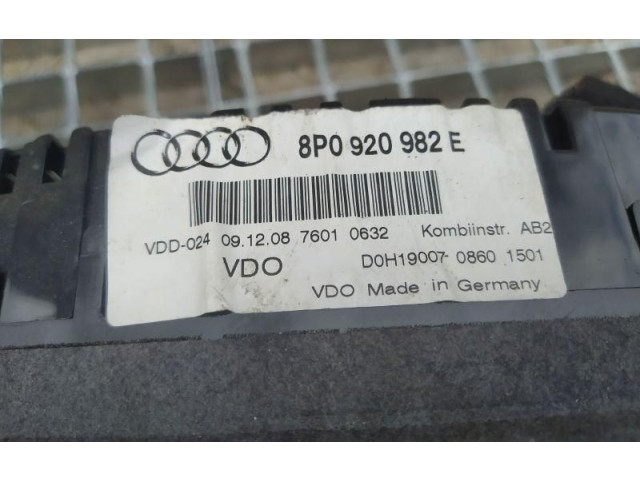 8P0 920 982 E
VDD-024 09.12.08 7601 0632 Kombiinstr. AB2
VDO D0H19007- 0860 1501
VDO Made in Germany